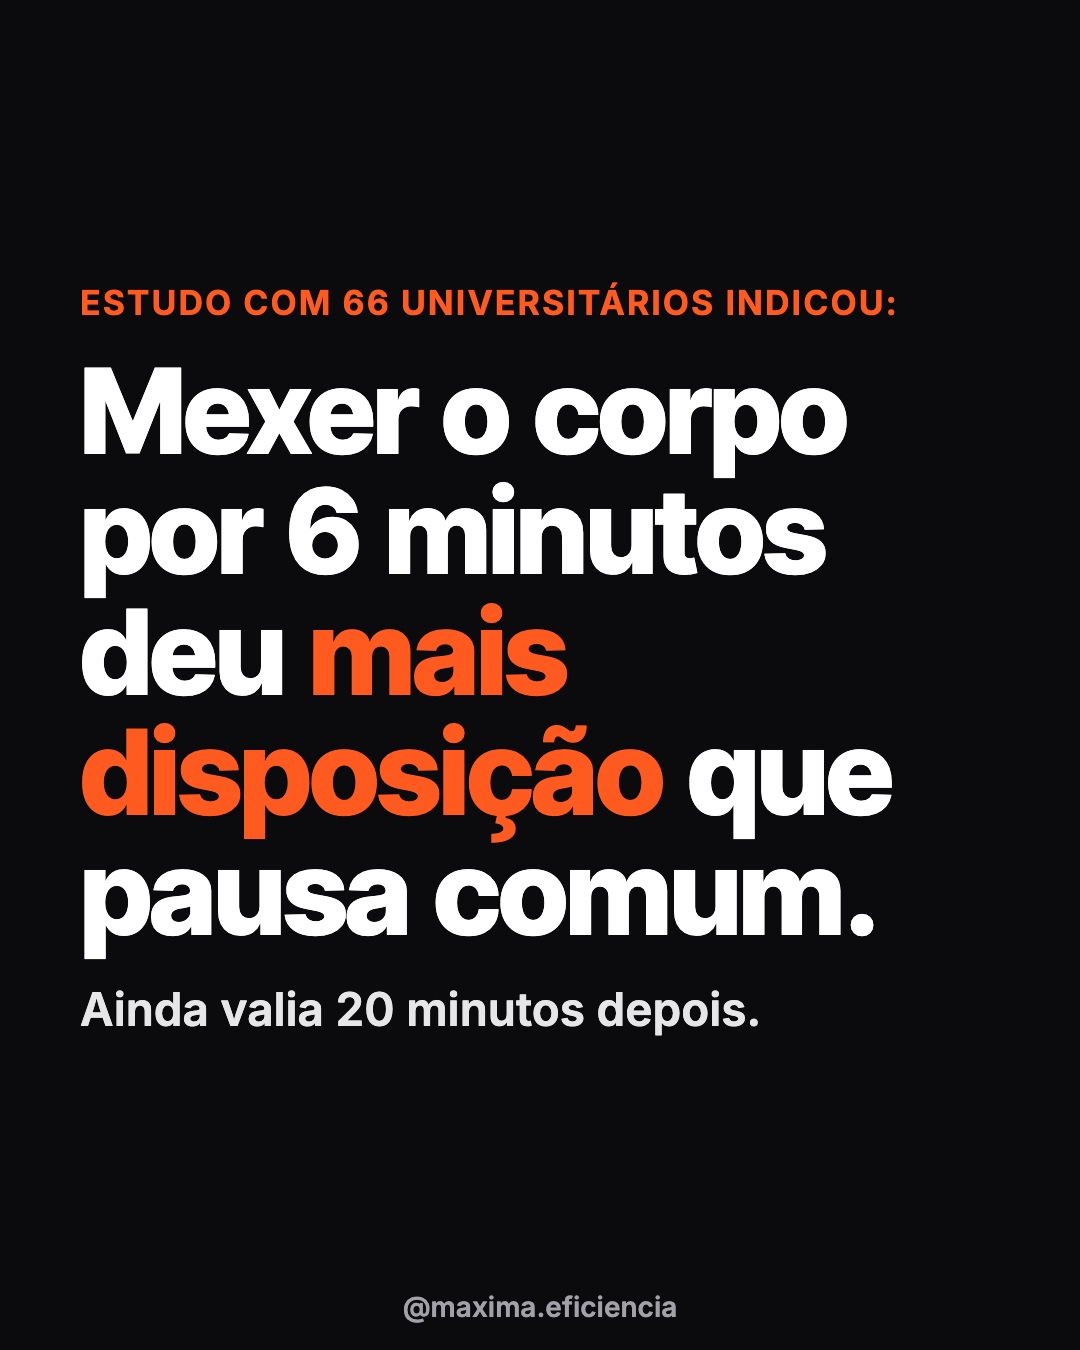 ESTUDO COM 66 UNIVERSITÁRIOS INDICOU:
Mexer o corpo
por 6 minutos
deu mais
disposição que
pausa comum.
Ainda valia 20 minutos depois.
@maxima.eficiencia